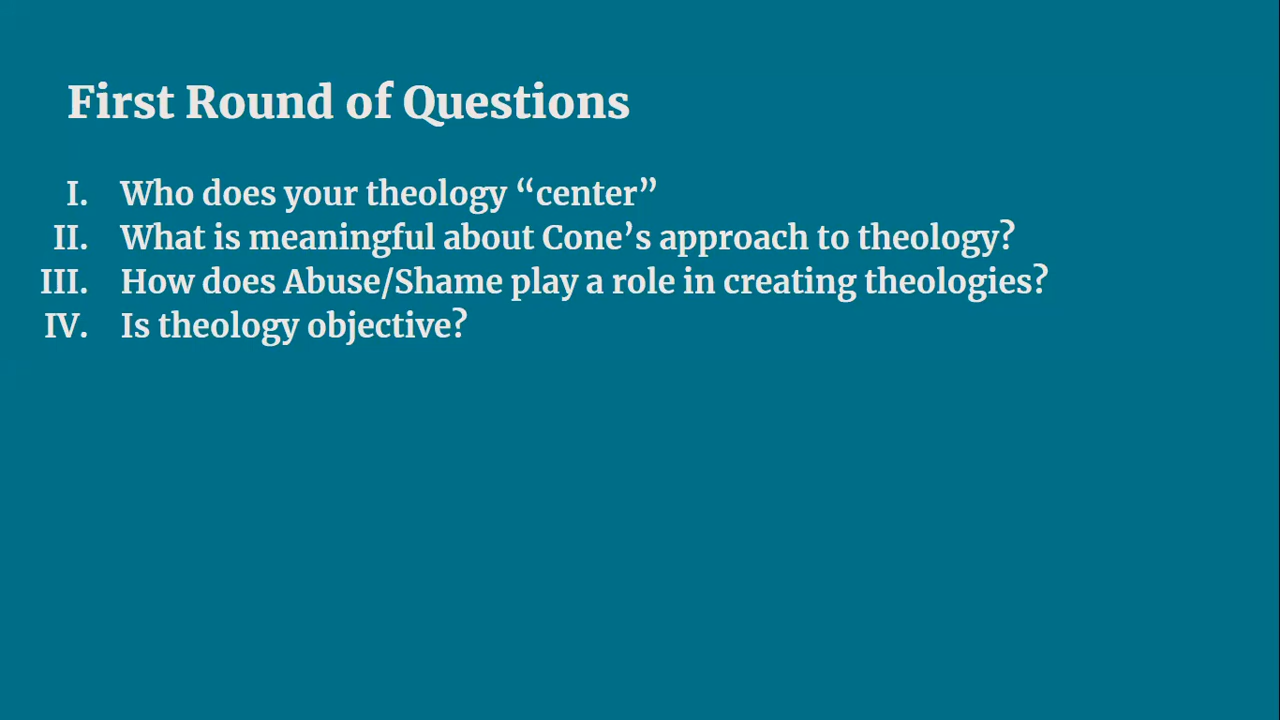 First Round of Questions
I. Who does your theology “center”
II. What is meaningful about Cone’s approach to theology?
III. How does Abuse/Shame play a role in creating theologies?
IV. Is theology objective?